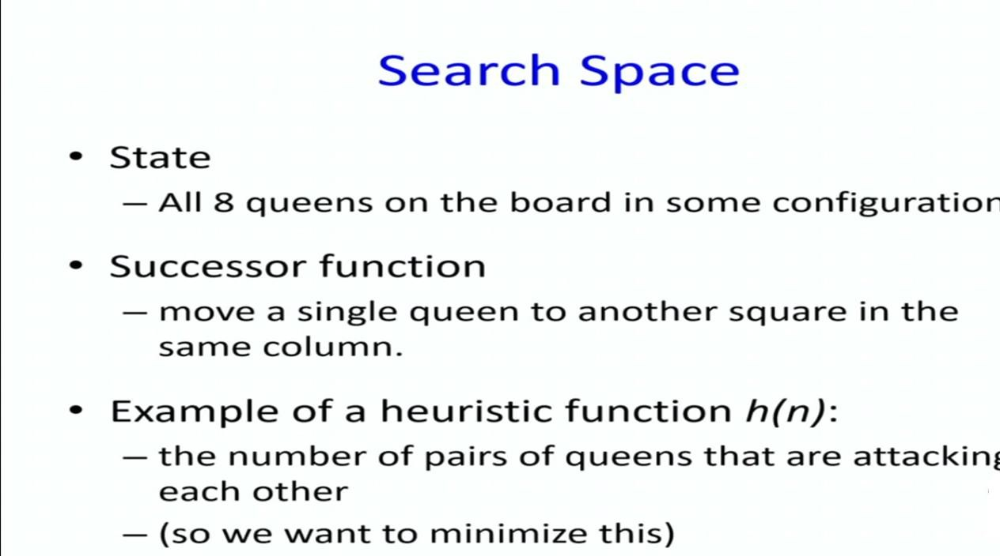 Search Space
• State
– All 8 queens on the board in some configuration
• Successor function
– move a single queen to another square in the
same column.
• Example of a heuristic function h(n):
– the number of pairs of queens that are attacking
each other
– (so we want to minimize this)